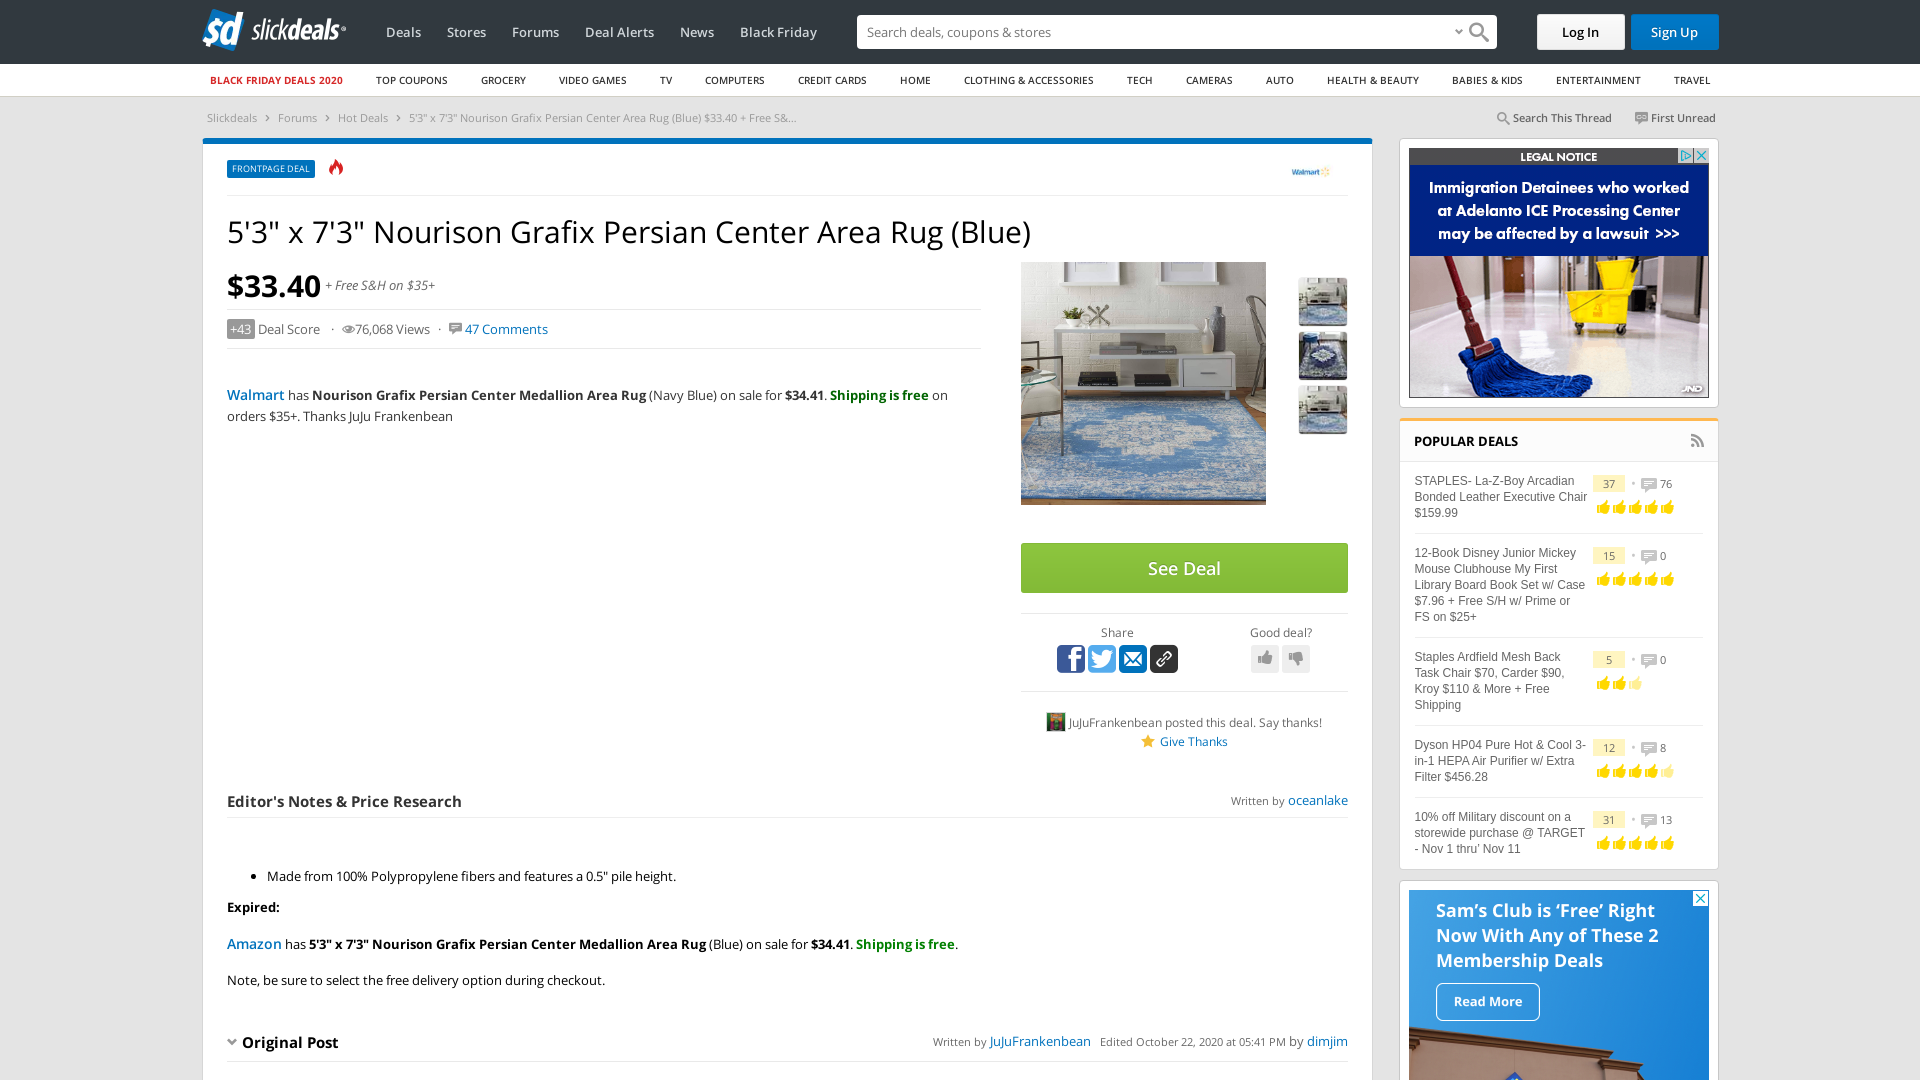 slickdeals
Deals Stores Forums Deal Alerts News Black Friday
Search deals, coupons & stores
Log In Sign Up
BLACK FRIDAY DEALS 2020 TOP COUPONS GROCERY VIDEO GAMES TV COMPUTERS CREDIT CARDS HOME CLOTHING & ACCESSORIES TECH CAMERAS AUTO HEALTH & BEAUTY BABIES & KIDS ENTERTAINMENT TRAVEL
Slickdeals > Forums > Hot Deals > 5'3" x 7'3" Nourison Grafix Persian Center Area Rug (Blue) $33.40 + Free S&...
Search This Thread First Unread
FRONTPAGE DEAL
Walmart
5'3" x 7'3" Nourison Grafix Persian Center Area Rug (Blue)
$33.40 + Free S&H on $35+
+43 Deal Score · 76,068 Views · 47 Comments
Walmart has Nourison Grafix Persian Center Medallion Area Rug (Navy Blue) on sale for $34.41. Shipping is free on
orders $35+. Thanks JuJu Frankenbean
See Deal
Share
Good deal?
JuJuFrankenbean posted this deal. Say thanks!
Give Thanks
Editor's Notes & Price Research
Written by oceanlake
• Made from 100% Polypropylene fibers and features a 0.5" pile height.
Expired:
Amazon has 5'3" x 7'3" Nourison Grafix Persian Center Medallion Area Rug (Blue) on sale for $34.41. Shipping is free.
Note, be sure to select the free delivery option during checkout.
Original Post
Written by JuJuFrankenbean Edited October 22, 2020 at 05:41 PM by dimjim
LEGAL NOTICE
Immigration Detainees who worked
at Adelanto ICE Processing Center
may be affected by a lawsuit >>>
JND
POPULAR DEALS
STAPLES- La-Z-Boy Arcadian
Bonded Leather Executive Chair
$159.99
37 • 76
12-Book Disney Junior Mickey
Mouse Clubhouse My First
Library Board Book Set w/ Case
$7.96 + Free S/H w/ Prime or
FS on $25+
15 • 0
Staples Ardfield Mesh Back
Task Chair $70, Carder $90,
Kroy $110 & More + Free
Shipping
5 • 0
Dyson HP04 Pure Hot & Cool 3-
in-1 HEPA Air Purifier w/ Extra
Filter $456.28
12 • 8
10% off Military discount on a
storewide purchase @ TARGET
- Nov 1 thru' Nov 11
31 • 13
Sam's Club is 'Free' Right
Now With Any of These 2
Membership Deals
Read More